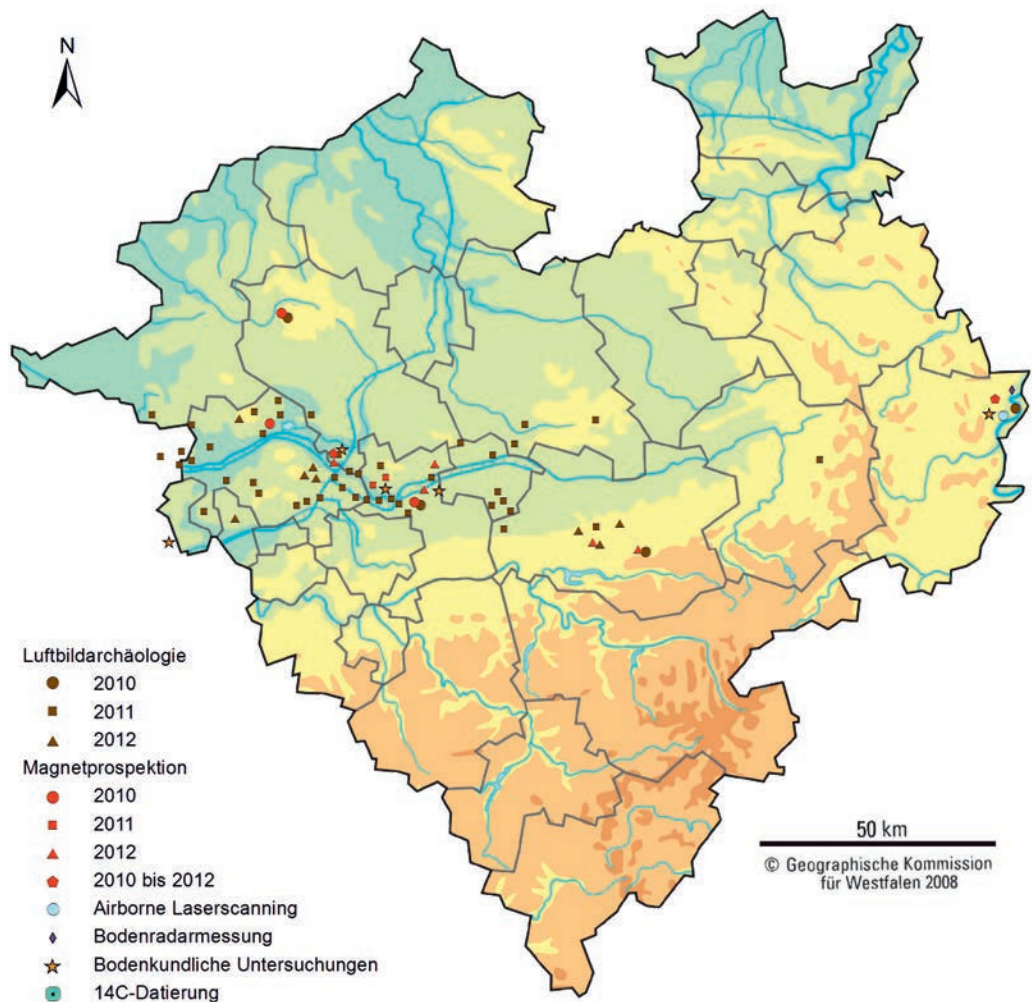 N
Luftbildarchäologie
2010
2011
2012
Magnetprospektion
2010
2011
2012
2010 bis 2012
Airborne Laserscanning
Bodenradarmessung
Bodenkundliche Untersuchungen
14C-Datierung
50 km
© Geographische Kommission
für Westfalen 2008